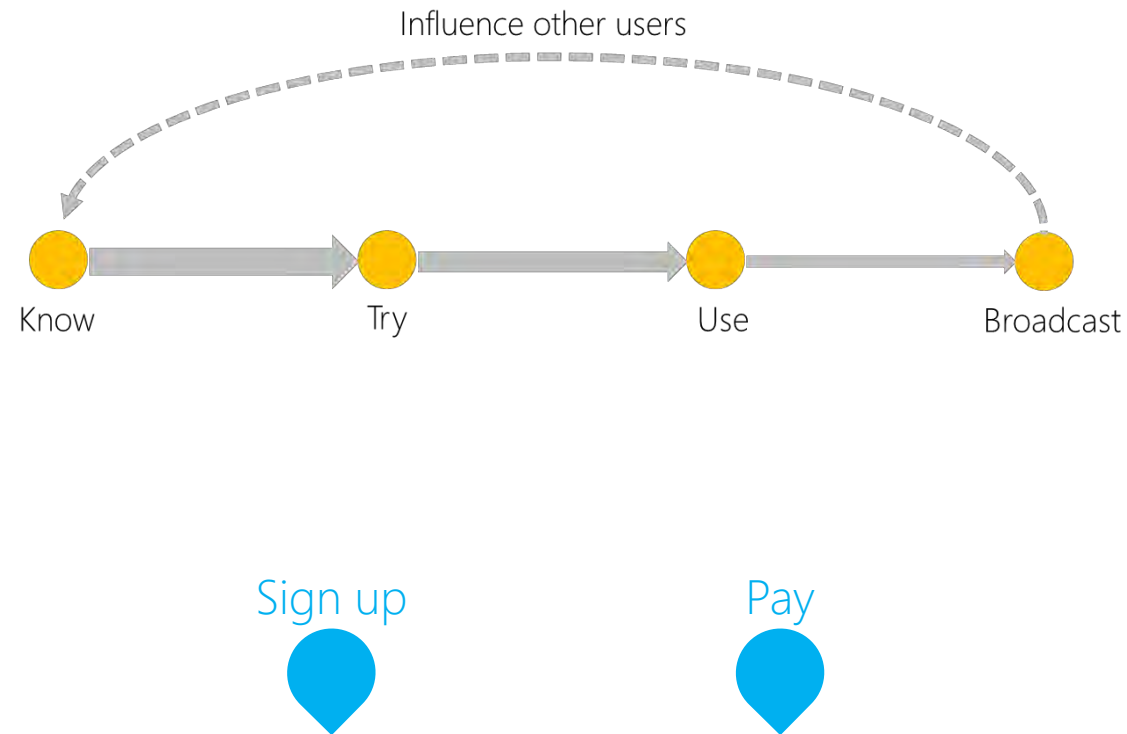 Influence other users
Know
Try
Use
Broadcast
Sign up
Pay